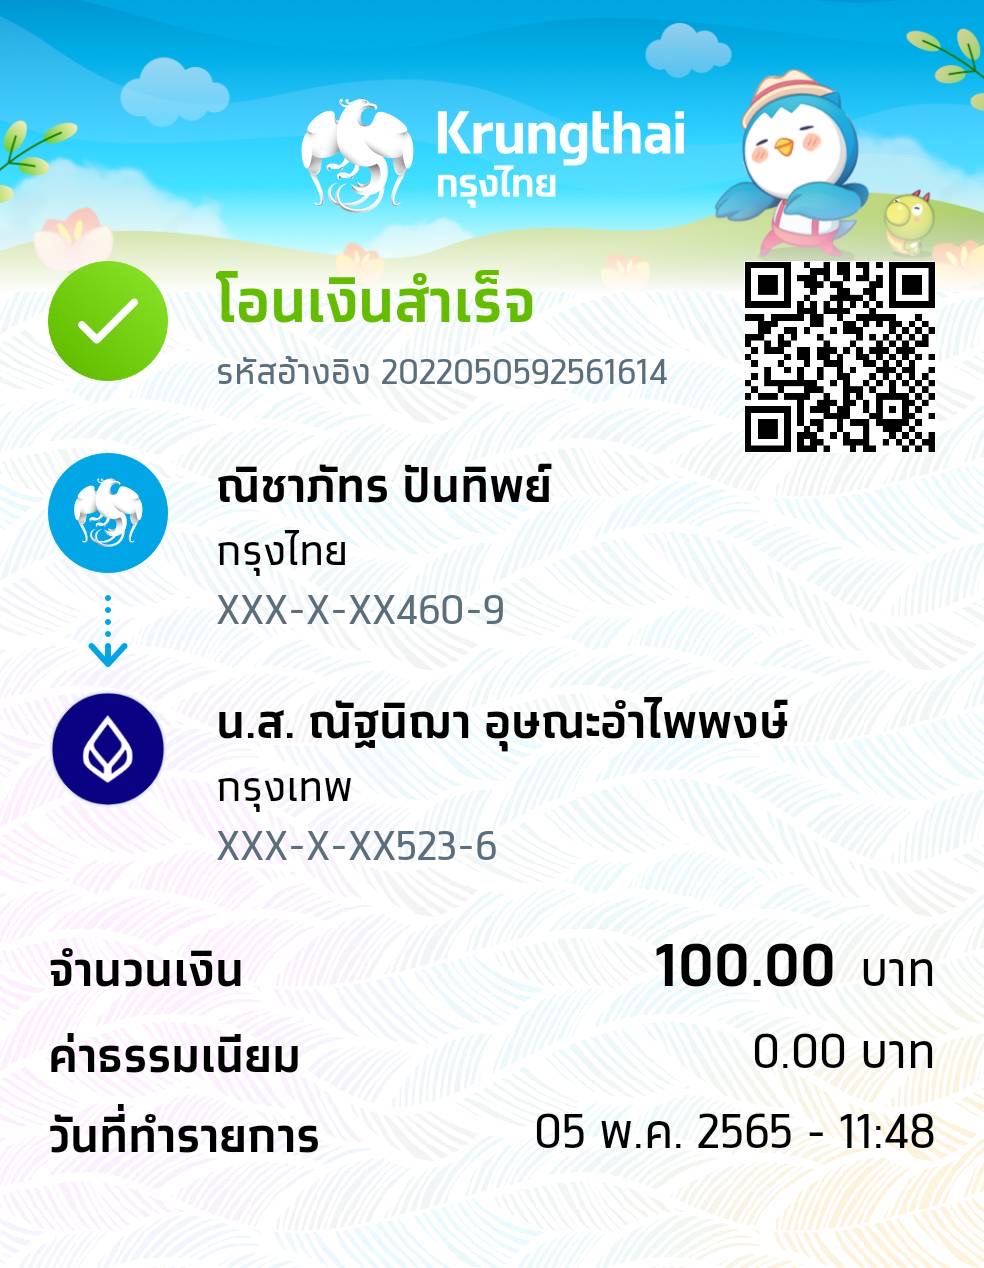 Krungthai
กรุงไทย
โอนเงินสำเร็จ
รหัสอ้างอิง 2022050592561614
ณิชาภัทร ปันทิพย์
กรุงไทย
XXX-X-XX460-9
น.ส. ณัฐนิฌา อุษณะอำไพพงษ์
กรุงเทพ
XXX-X-XX523-6
จำนวนเงิน 100.00 บาท
ค่าธรรมเนียม 0.00 บาท
วันที่ทำรายการ 05 พ.ค. 2565 - 11:48